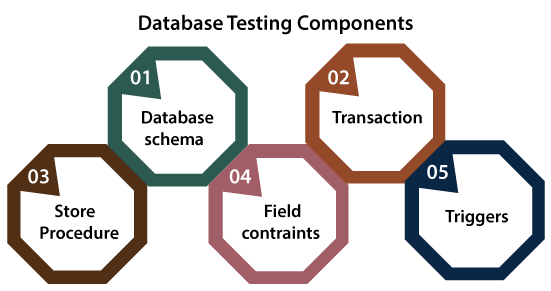 Database Testing Components
01
Database
schema
02
Transaction
03
Store
Procedure
04
Field
contraints
05
Triggers